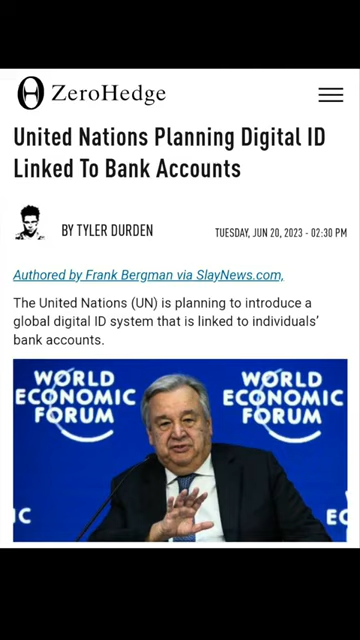 ZeroHedge
United Nations Planning Digital ID
Linked To Bank Accounts
BY TYLER DURDEN
TUESDAY, JUN 20, 2023 - 02:30 PM
Authored by Frank Bergman via SlayNews.com,
The United Nations (UN) is planning to introduce a
global digital ID system that is linked to individuals’
bank accounts.
WORLD
ECONOMIC
FORUM
WORLD
ECONOMIC
FORUM
IC
EC